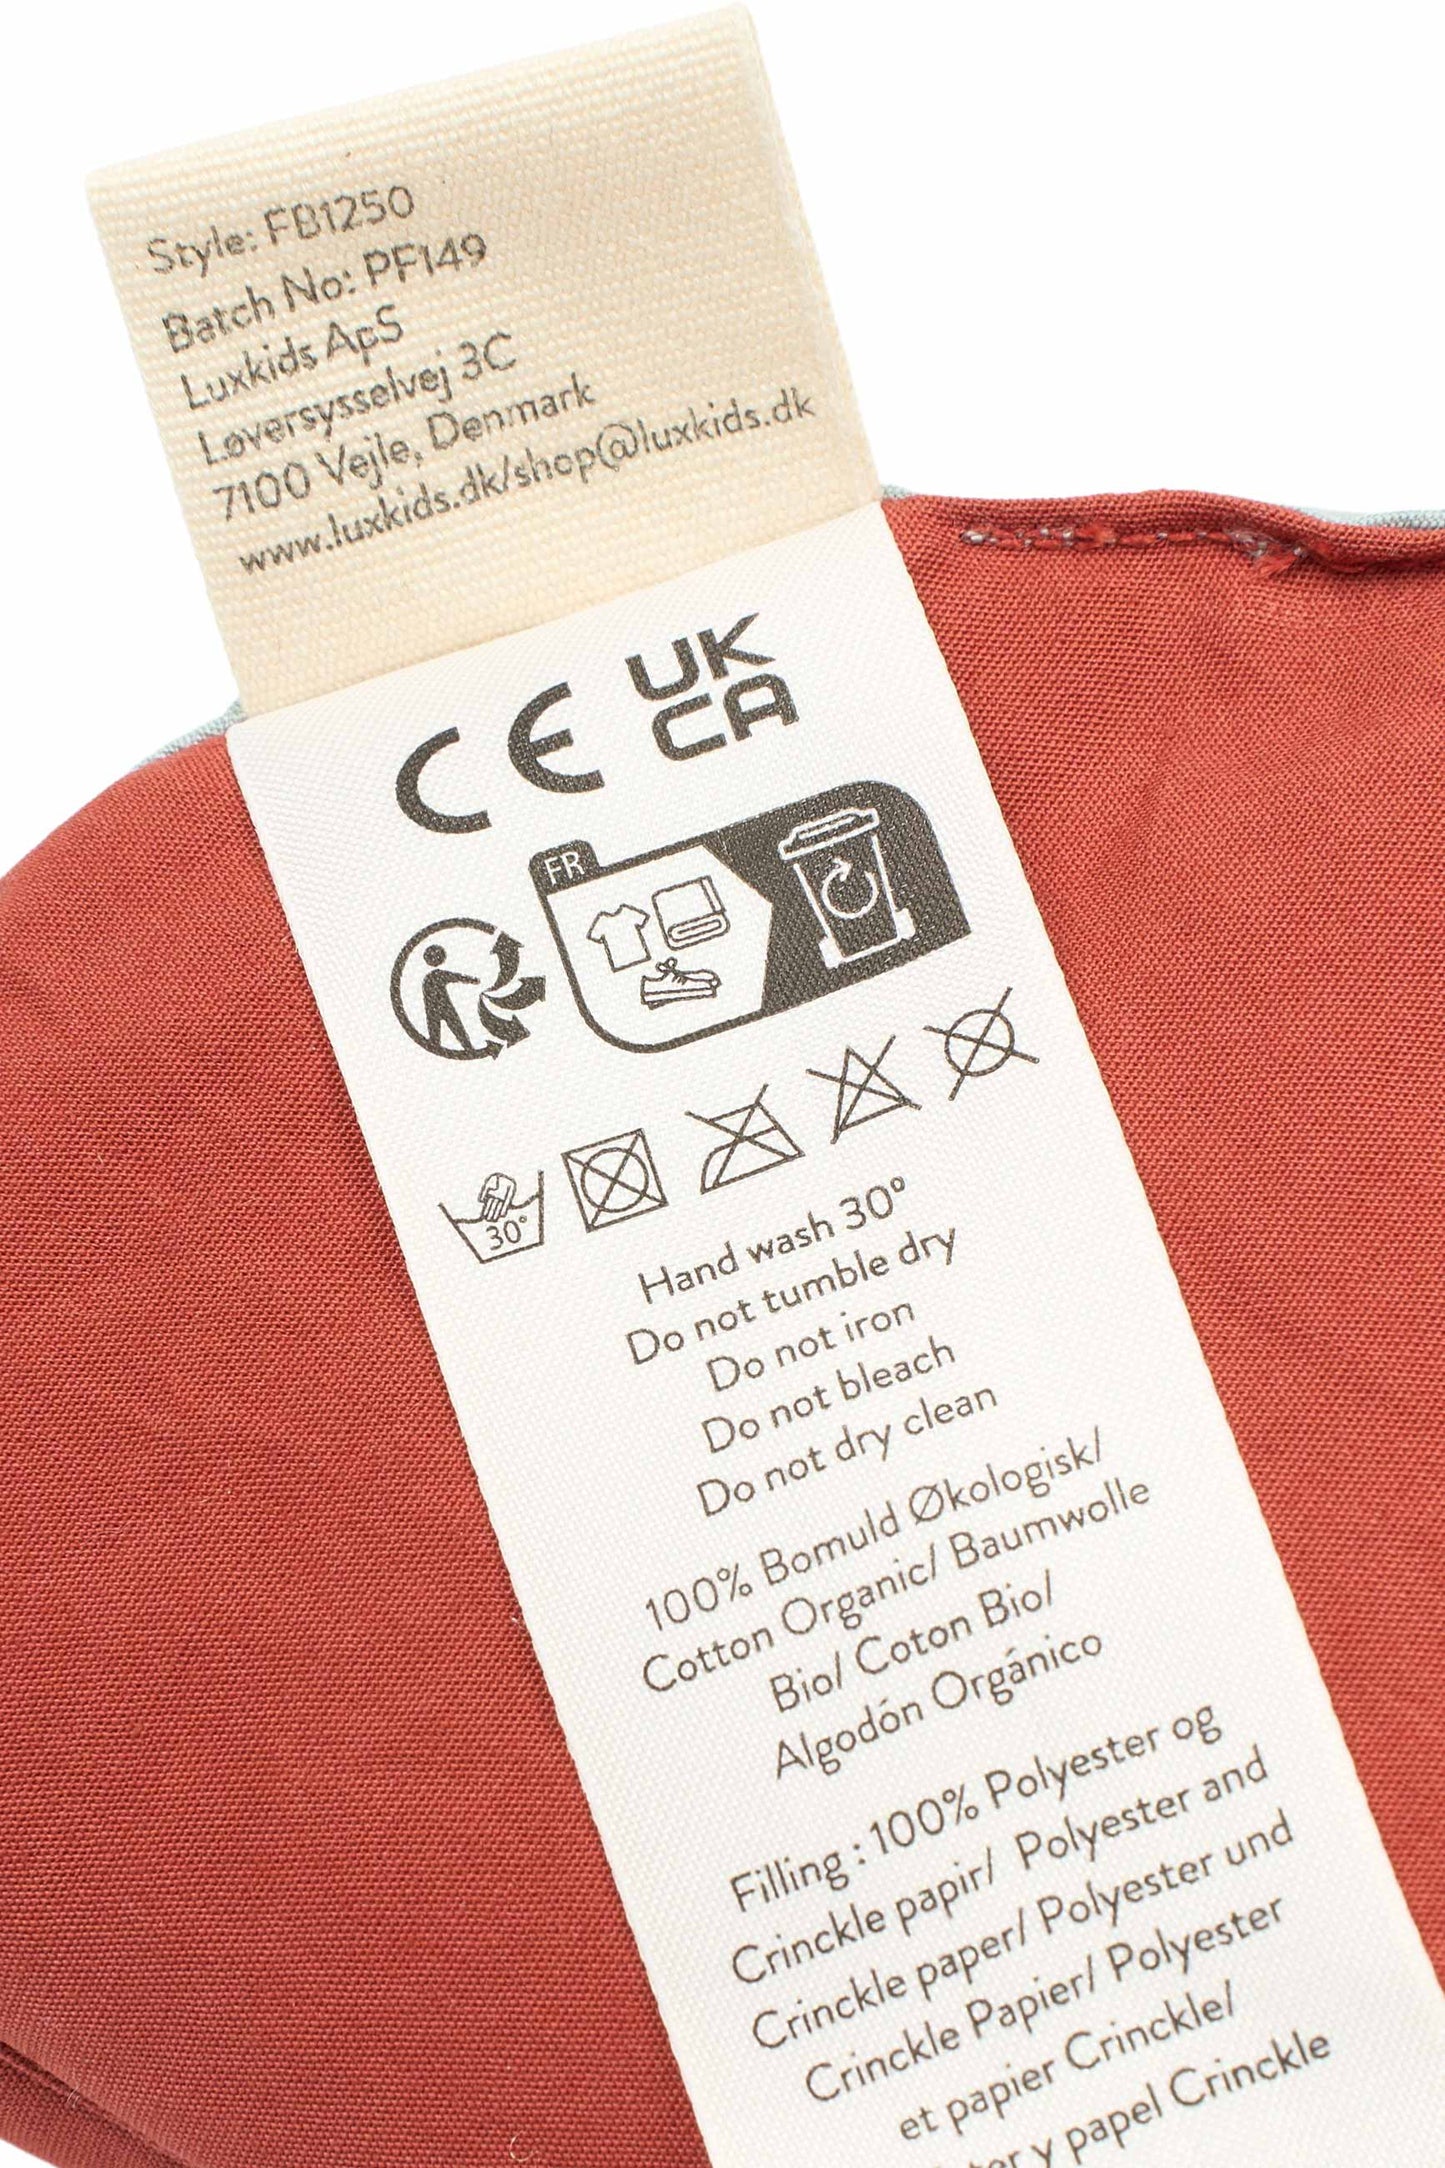 Style: FB1250
Batch No: PF149
Luxkids ApS
Løversysselvej 3C
7100 Vejle, Denmark
www.luxkids.dk/shop@luxkids.dk
CE
UK
CA
FR
30°
Hand wash 30°
Do not tumble dry
Do not iron
Do not bleach
Do not dry clean
100% Bomuld Økologisk/
Cotton Organic/ Baumwolle
Bio/ Coton Bio/
Algodón Orgánico
Filling : 100% Polyester og
Crinckle papir/ Polyester and
Crinckle paper/ Polyester und
Crinckle Papier/ Polyester
et papier Crinckle/
y papel Crinckle